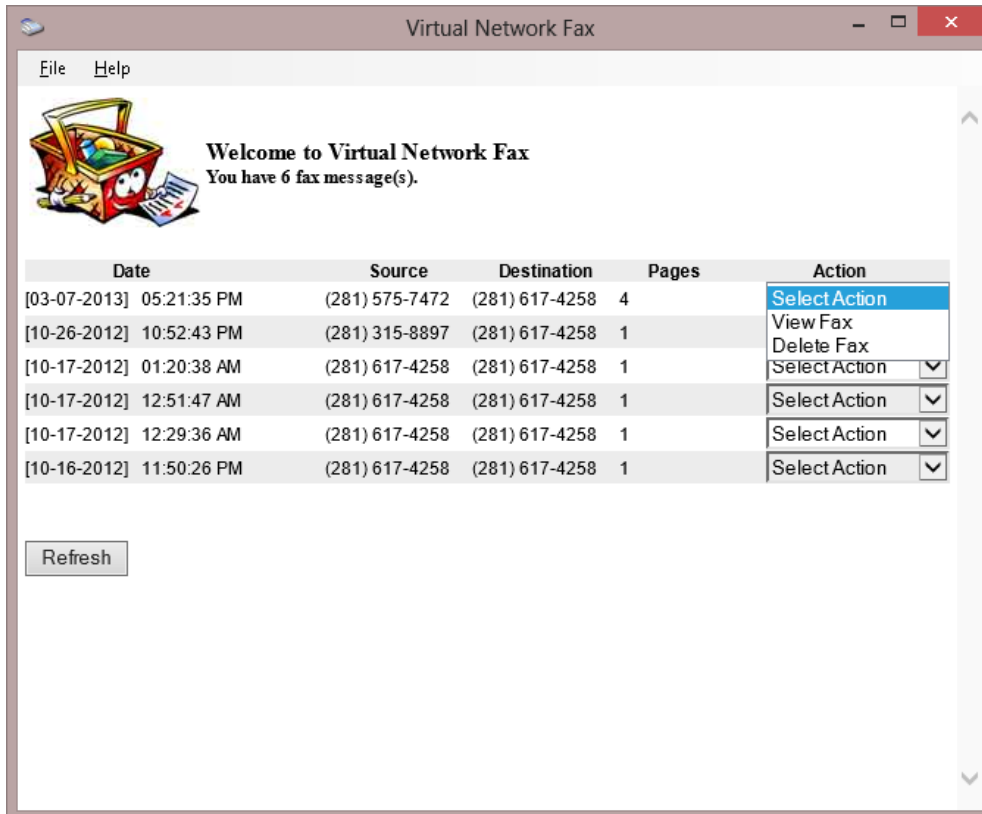 Virtual Network Fax
File Help
Welcome to Virtual Network Fax
You have 6 fax message(s).
Date Source Destination Pages Action
[03-07-2013] 05:21:35 PM (281) 575-7472 (281) 617-4258 4 Select Action
View Fax
[10-26-2012] 10:52:43 PM (281) 315-8897 (281) 617-4258 1
Delete Fax
[10-17-2012] 01:20:38 AM (281) 617-4258 (281) 617-4258 1 Select Action
[10-17-2012] 12:51:47 AM (281) 617-4258 (281) 617-4258 1 Select Action
[10-17-2012] 12:29:36 AM (281) 617-4258 (281) 617-4258 1 Select Action
[10-16-2012] 11:50:26 PM (281) 617-4258 (281) 617-4258 1 Select Action
Refresh